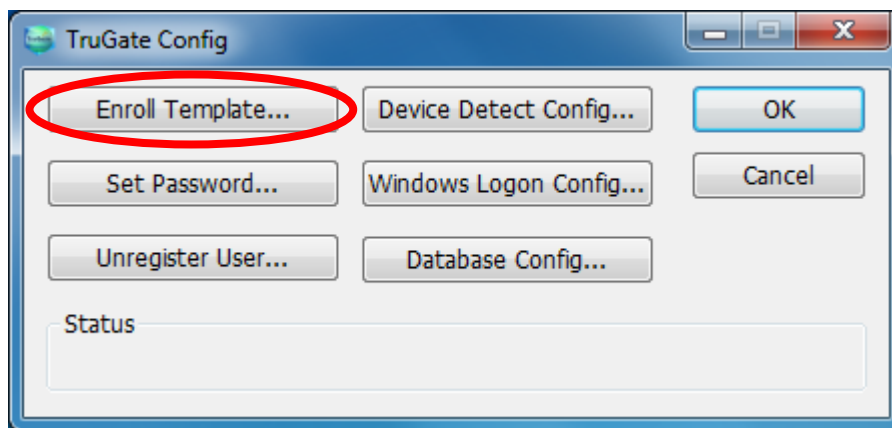 TruGate Config
Enroll Template... Device Detect Config... OK
Set Password... Windows Logon Config... Cancel
Unregister User... Database Config...
Status